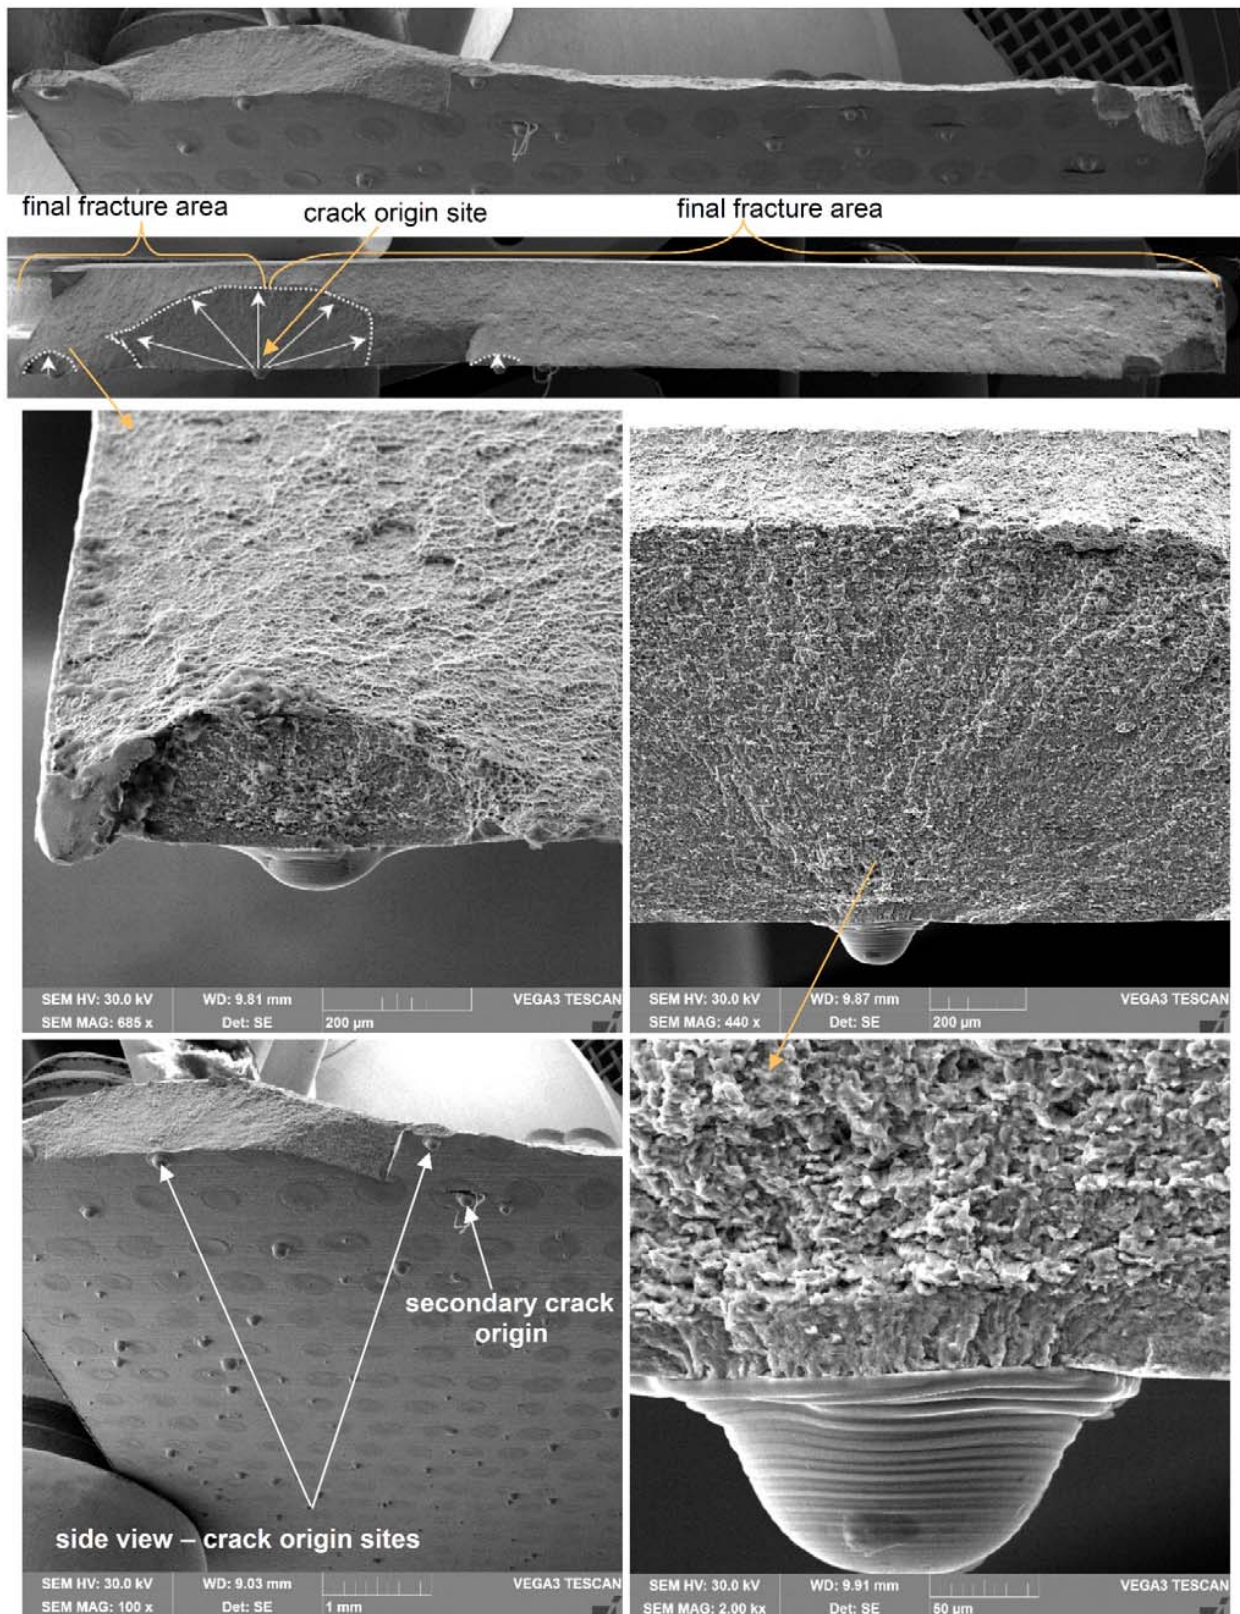 final fracture area
crack origin site
final fracture area
SEM HV: 30.0 kV
WD: 9.81 mm
VEGA3 TESCAN
SEM MAG: 685 x
Det: SE
200 µm
SEM HV: 30.0 kV
WD: 9.87 mm
VEGA3 TESCAN
SEM MAG: 440 x
Det: SE
200 µm
secondary crack
origin
side view – crack origin sites
SEM HV: 30.0 kV
WD: 9.03 mm
VEGA3 TESCAN
SEM MAG: 100 x
Det: SE
1 mm
SEM HV: 30.0 kV
WD: 9.91 mm
VEGA3 TESCAN
SEM MAG: 2.00 kx
Det: SE
50 µm